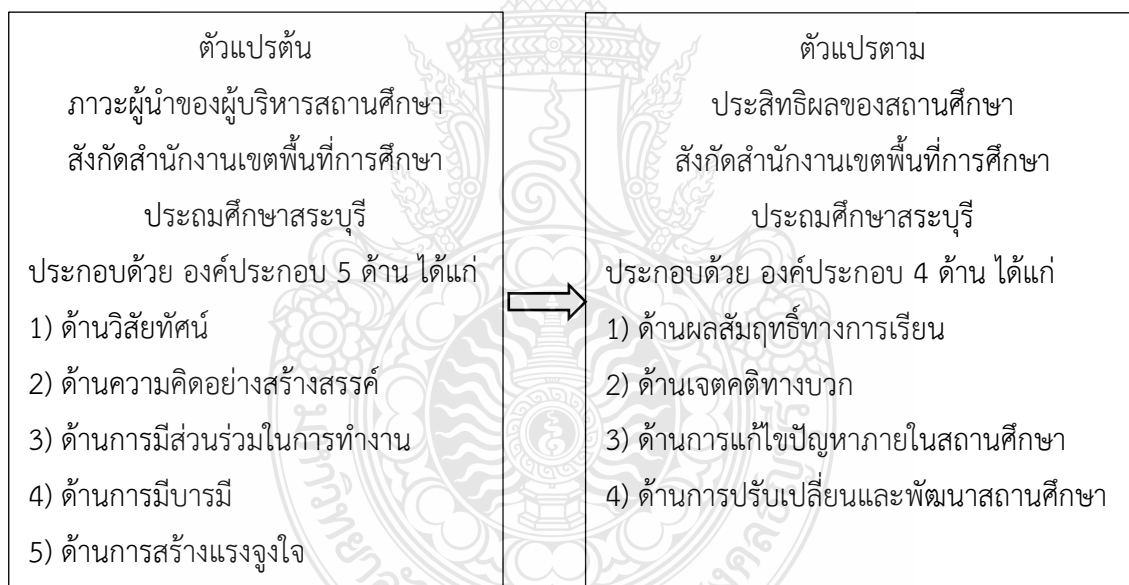 ตัวแปรต้น
ภาวะผู้นำของผู้บริหารสถานศึกษา
สังกัดสำนักงานเขตพื้นที่การศึกษา
ประถมศึกษาสระบุรี
ประกอบด้วย องค์ประกอบ 5 ด้าน ได้แก่
1) ด้านวิสัยทัศน์
2) ด้านความคิดอย่างสร้างสรรค์
3) ด้านการมีส่วนร่วมในการทำงาน
4) ด้านการมีบารมี
5) ด้านการสร้างแรงจูงใจ
ตัวแปรตาม
ประสิทธิผลของสถานศึกษา
สังกัดสำนักงานเขตพื้นที่การศึกษา
ประถมศึกษาสระบุรี
ประกอบด้วย องค์ประกอบ 4 ด้าน ได้แก่
1) ด้านผลสัมฤทธิ์ทางการเรียน
2) ด้านเจตคติทางบวก
3) ด้านการแก้ไขปัญหาภายในสถานศึกษา
4) ด้านการปรับเปลี่ยนและพัฒนาสถานศึกษา